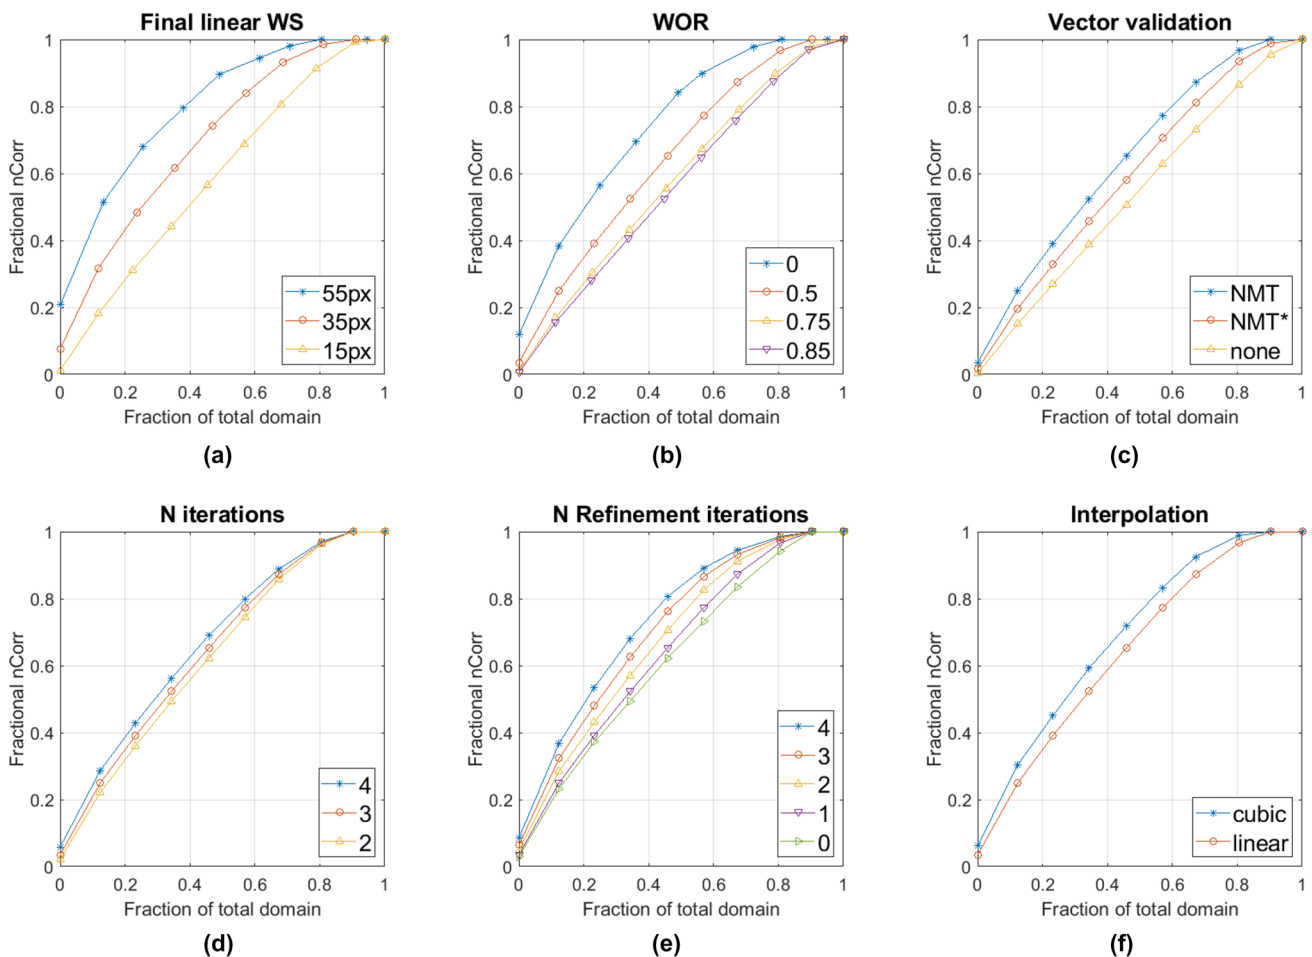 Final linear WS
Fractional nCorr
1
0.8
0.6
0.4
0.2
0
0 0.2 0.4 0.6 0.8 1
Fraction of total domain
55px
35px
15px
(a)
WOR
Fractional nCorr
1
0.8
0.6
0.4
0.2
0
0 0.2 0.4 0.6 0.8 1
Fraction of total domain
0
0.5
0.75
0.85
(b)
Vector validation
Fractional nCorr
1
0.8
0.6
0.4
0.2
0
0 0.2 0.4 0.6 0.8 1
Fraction of total domain
NMT
NMT*
none
(c)
N iterations
Fractional nCorr
1
0.8
0.6
0.4
0.2
0
0 0.2 0.4 0.6 0.8 1
Fraction of total domain
4
3
2
(d)
N Refinement iterations
Fractional nCorr
1
0.8
0.6
0.4
0.2
0
0 0.2 0.4 0.6 0.8 1
Fraction of total domain
4
3
2
1
0
(e)
Interpolation
Fractional nCorr
1
0.8
0.6
0.4
0.2
0
0 0.2 0.4 0.6 0.8 1
Fraction of total domain
cubic
linear
(f)